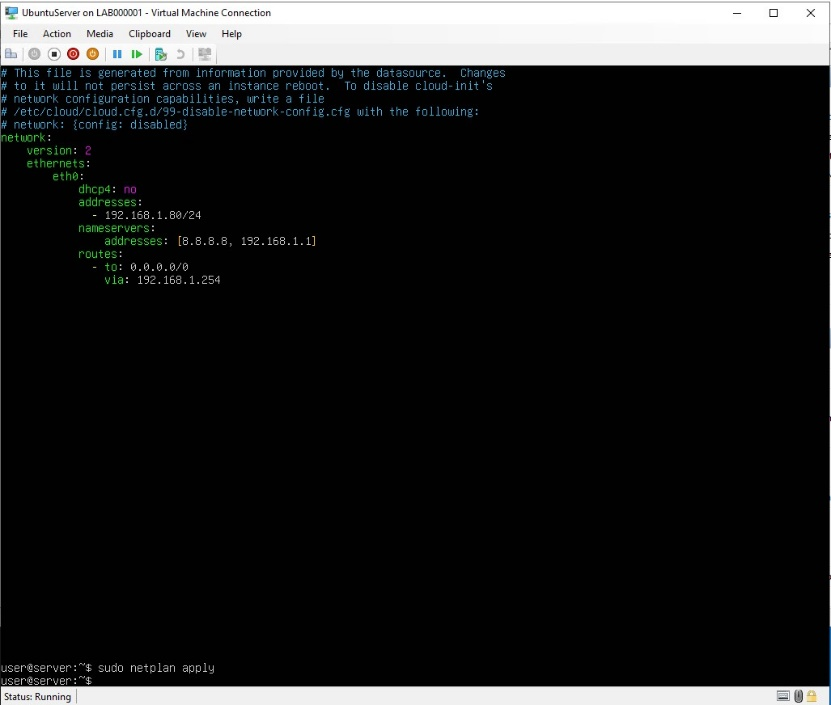 UbuntuServer on LAB000001 - Virtual Machine Connection
File Action Media Clipboard View Help
# This file is generated from information provided by the datasource.  Changes
# to it will not persist across an instance reboot.  To disable cloud-init's
# network configuration capabilities, write a file
# /etc/cloud/cloud.cfg.d/99-disable-network-config.cfg with the following:
# network: {config: disabled}
network:
    version: 2
    ethernets:
        eth0:
            dhcp4: no
            addresses:
              - 192.168.1.80/24
            nameservers:
                addresses: [8.8.8.8, 192.168.1.1]
            routes:
              - to: 0.0.0.0/0
                via: 192.168.1.254
user@server:~$ sudo netplan apply
user@server:~$
Status: Running